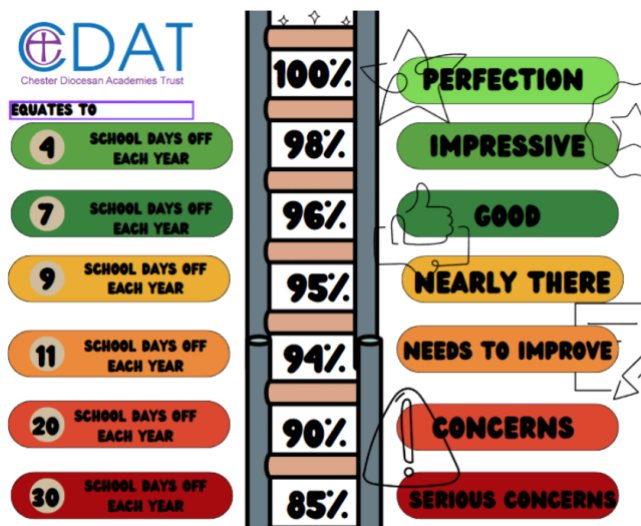 CDAT
Chester Diocesan Academies Trust
100%
PERFECTION
EQUATES TO
4
SCHOOL DAYS OFF
EACH YEAR
98%
IMPRESSIVE
7
SCHOOL DAYS OFF
EACH YEAR
96%
GOOD
9
SCHOOL DAYS OFF
EACH YEAR
95%
NEARLY THERE
11
SCHOOL DAYS OFF
EACH YEAR
94%
NEEDS TO IMPROVE
20
SCHOOL DAYS OFF
EACH YEAR
90%
CONCERNS
30
SCHOOL DAYS OFF
EACH YEAR
85%
SERIOUS CONCERNS